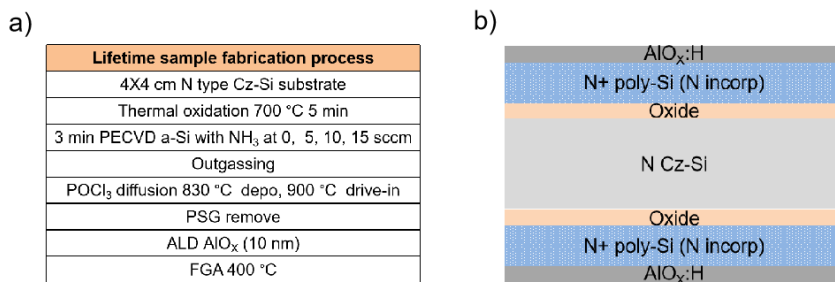 a)
Lifetime sample fabrication process
4X4 cm N type Cz-Si substrate
Thermal oxidation 700 °C 5 min
3 min PECVD a-Si with NH₃ at 0, 5, 10, 15 sccm
Outgassing
POCl₃ diffusion 830 °C depo, 900 °C drive-in
PSG remove
ALD AlOₓ (10 nm)
FGA 400 °C
b)
AlOₓ:H
N+ poly-Si (N incorp)
Oxide
N Cz-Si
Oxide
N+ poly-Si (N incorp)
AlOₓ:H